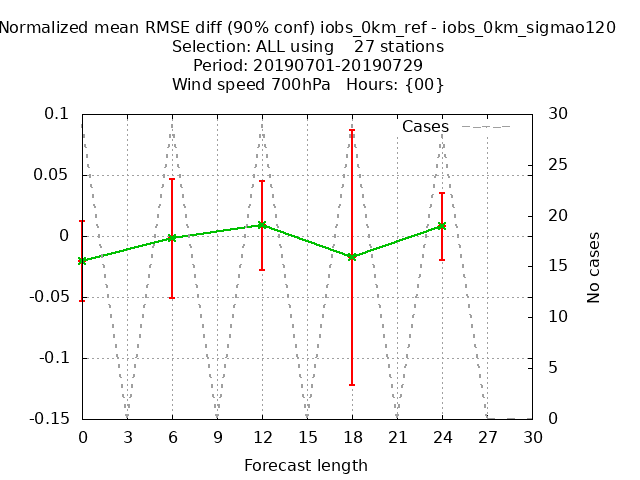 Normalized mean RMSE diff (90% conf) iobs_0km_ref - iobs_0km_sigmao120
Selection: ALL using    27 stations
Period: 20190701-20190729
Wind speed 700hPa   Hours: {00}
0.1
0.05
0
-0.05
-0.1
-0.15
Cases
30
25
20
15
10
5
0
No cases
0 3 6 9 12 15 18 21 24 27 30
Forecast length